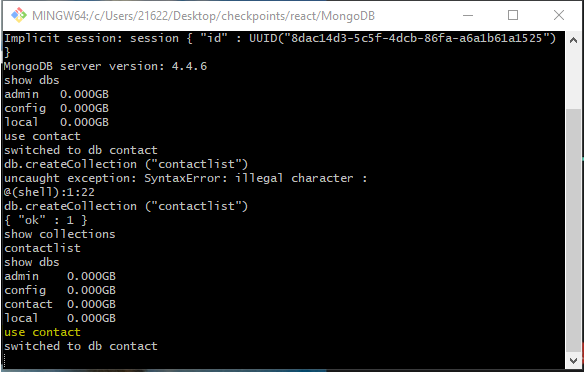 MINGW64:/c/Users/21622/Desktop/checkpoints/react/MongoDB
Implicit session: session { "id" : UUID("8dac14d3-5c5f-4dcb-86fa-a6a1b61a1525")
}
MongoDB server version: 4.4.6
show dbs
admin   0.000GB
config  0.000GB
local   0.000GB
use contact
switched to db contact
db.createCollection ("contactlist")
uncaught exception: SyntaxError: illegal character :
@(shell):1:22
db.createCollection ("contactlist")
{ "ok" : 1 }
show collections
contactlist
show dbs
admin    0.000GB
config   0.000GB
contact  0.000GB
local    0.000GB
use contact
switched to db contact